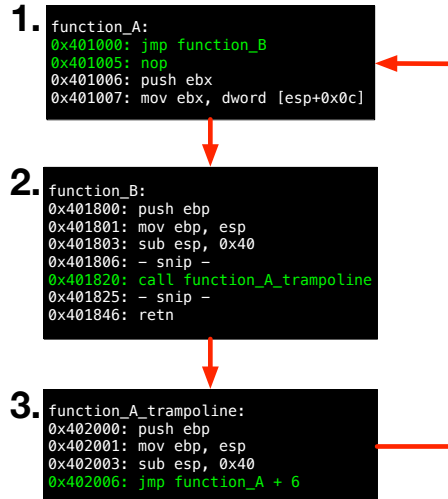 1.
function_A:
0x401000: jmp function_B
0x401005: nop
0x401006: push ebx
0x401007: mov ebx, dword [esp+0x0c]
2.
function_B:
0x401800: push ebp
0x401801: mov ebp, esp
0x401803: sub esp, 0x40
0x401806: – snip –
0x401820: call function_A_trampoline
0x401825: – snip –
0x401846: retn
3.
function_A_trampoline:
0x402000: push ebp
0x402001: mov ebp, esp
0x402003: sub esp, 0x40
0x402006: jmp function_A + 6